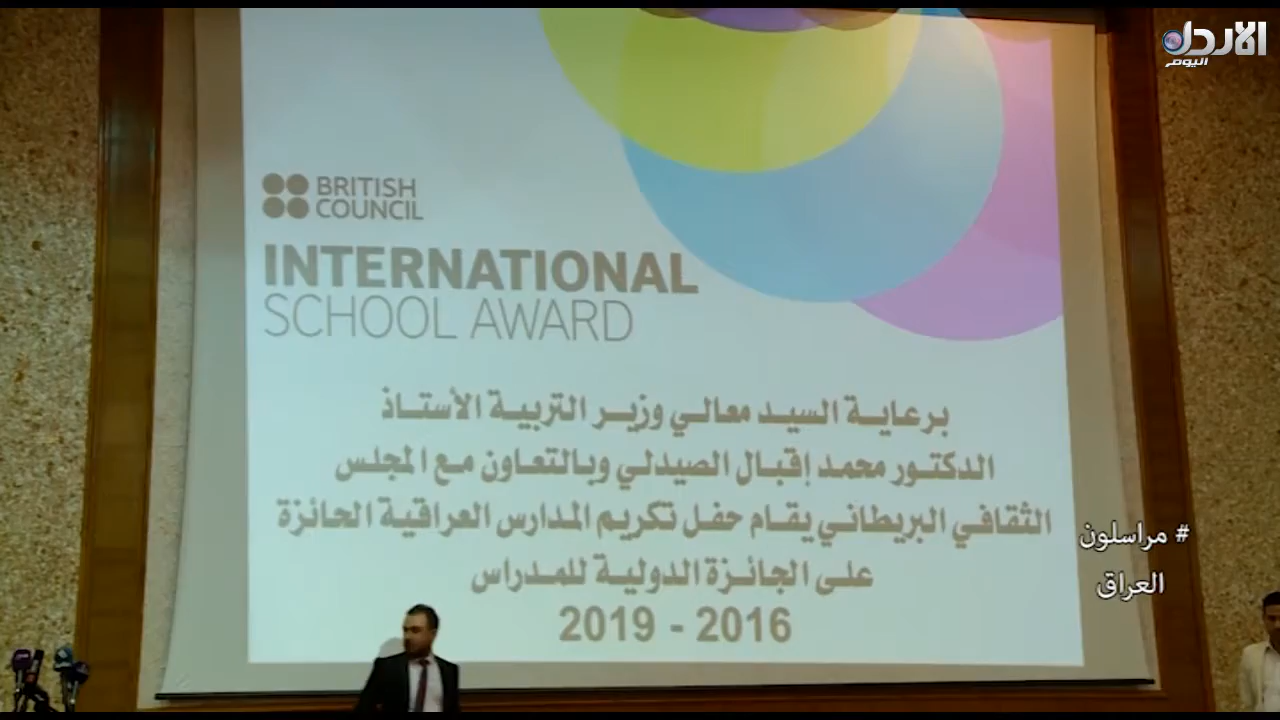 الاردن
اليوم
BRITISH
COUNCIL
INTERNATIONAL
SCHOOL AWARD
برعاية السيد معالي وزير التربية الأستاذ
الدكتور محمد إقبال الصيدلي وبالتعاون مع المجلس
الثقافي البريطاني يقام حفل تكريم المدارس العراقية الحائزة
على الجائزة الدولية للمدراس
2019 - 2016
# مراسلون
العراق